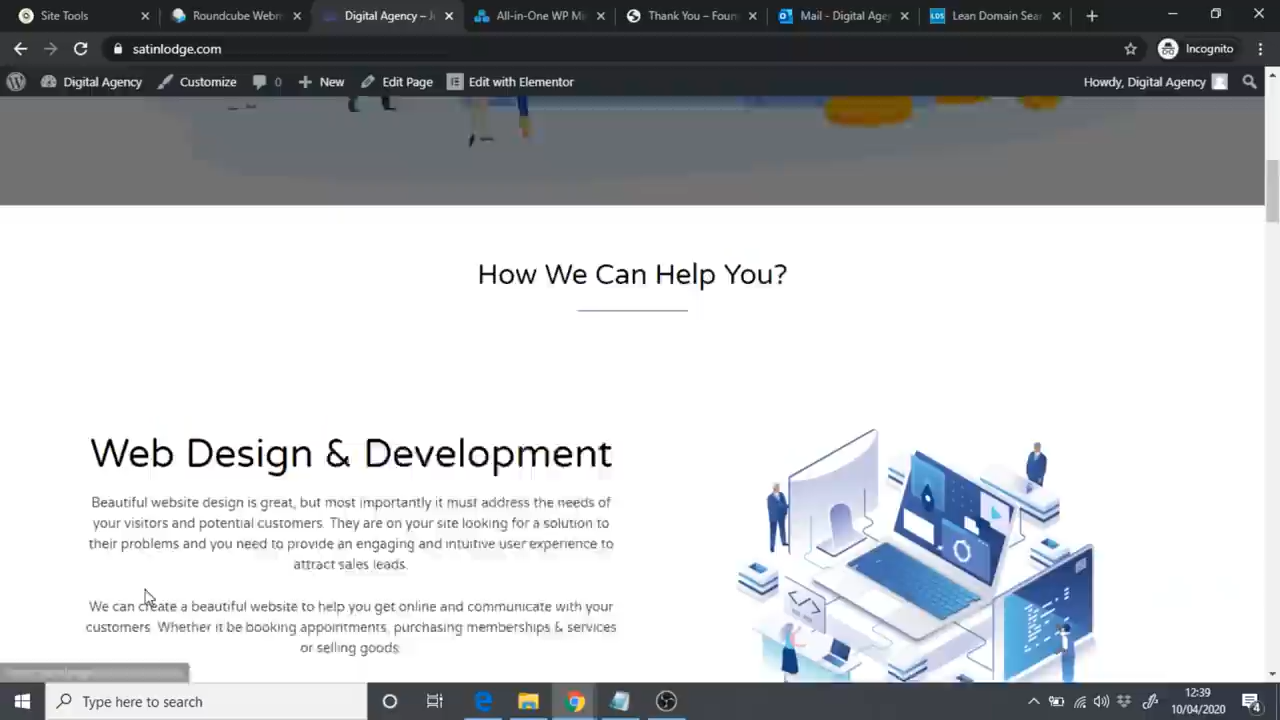 Site Tools
Roundcube Webm
Digital Agency – J
All-in-One WP Mi
Thank You – Foun
Mail - Digital Age
LDS
Lean Domain Sear
satinlodge.com
Incognito
Digital Agency
Customize
0
New
Edit Page
Edit with Elementor
Howdy, Digital Agency
How We Can Help You?
Web Design & Development
Beautiful website design is great, but most importantly it must address the needs of
your visitors and potential customers. They are on your site looking for a solution to
their problems and you need to provide an engaging and intuitive user experience to
attract sales leads.
We can create a beautiful website to help you get online and communicate with your
customers. Whether it be booking appointments, purchasing memberships & services
or selling goods.
</>
Type here to search
12:39
10/04/2020
4